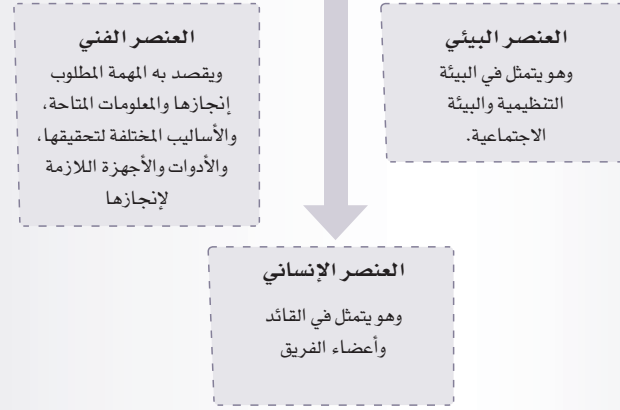 العنصر البيئي
وهو يتمثل في البيئة
التنظيمية والبيئة
الاجتماعية.
العنصر الفني
ويقصد به المهمة المطلوب
إنجازها والمعلومات المتاحة،
والأساليب المختلفة لتحقيقها،
والأدوات والأجهزة اللازمة
لإنجازها
العنصر الإنساني
وهو يتمثل في القائد
وأعضاء الفريق